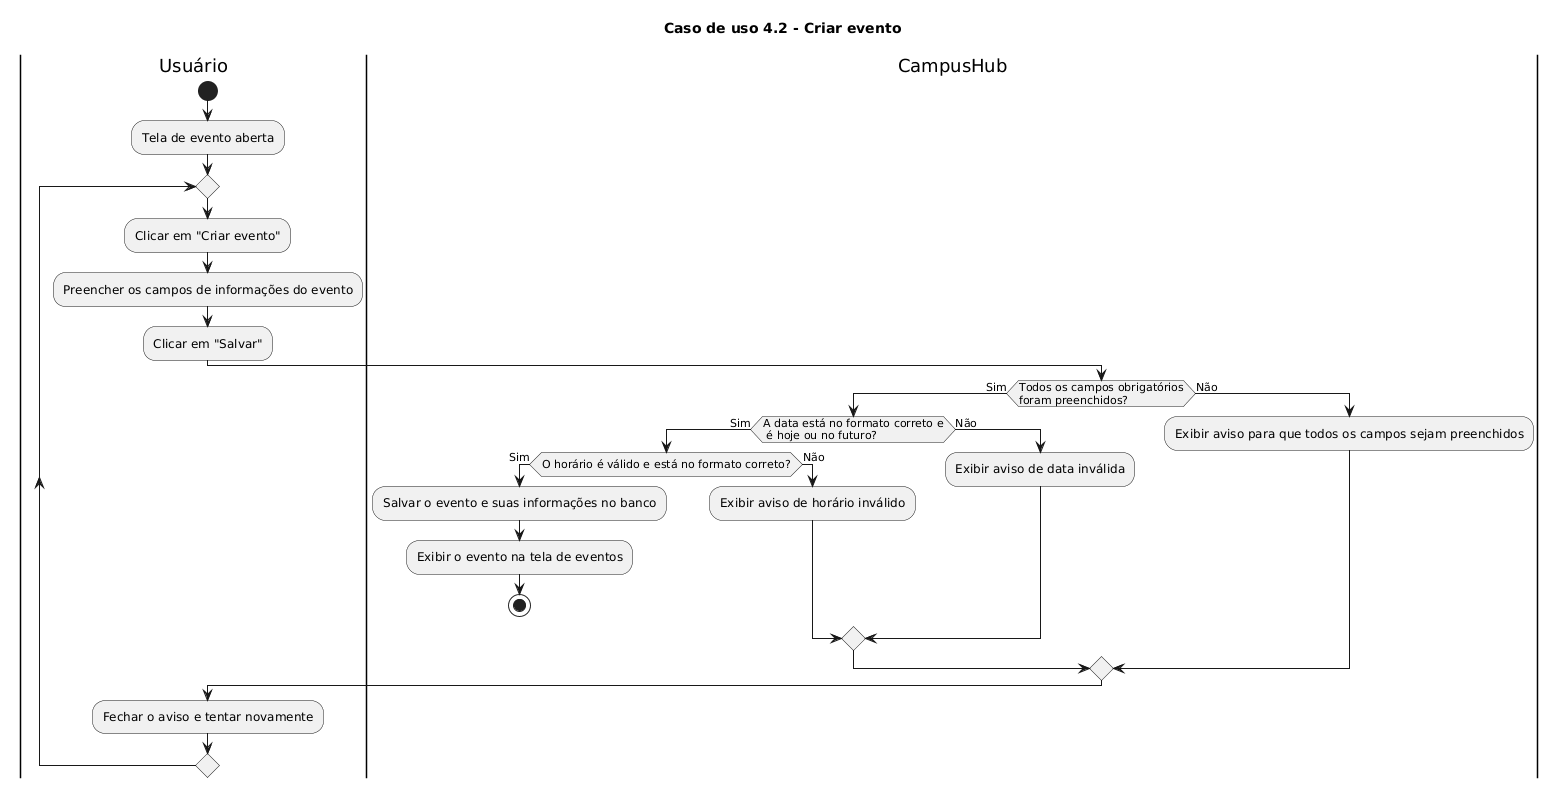 Caso de uso 4.2 - Criar evento
Usuário
CampusHub
Tela de evento aberta
Clicar em "Criar evento"
Preencher os campos de informações do evento
Clicar em "Salvar"
Sim
Todos os campos obrigatórios
foram preenchidos?
Não
Sim
A data está no formato correto e
é hoje ou no futuro?
Não
Exibir aviso para que todos os campos sejam preenchidos
Sim
O horário é válido e está no formato correto?
Não
Exibir aviso de data inválida
Salvar o evento e suas informações no banco
Exibir aviso de horário inválido
Exibir o evento na tela de eventos
Fechar o aviso e tentar novamente